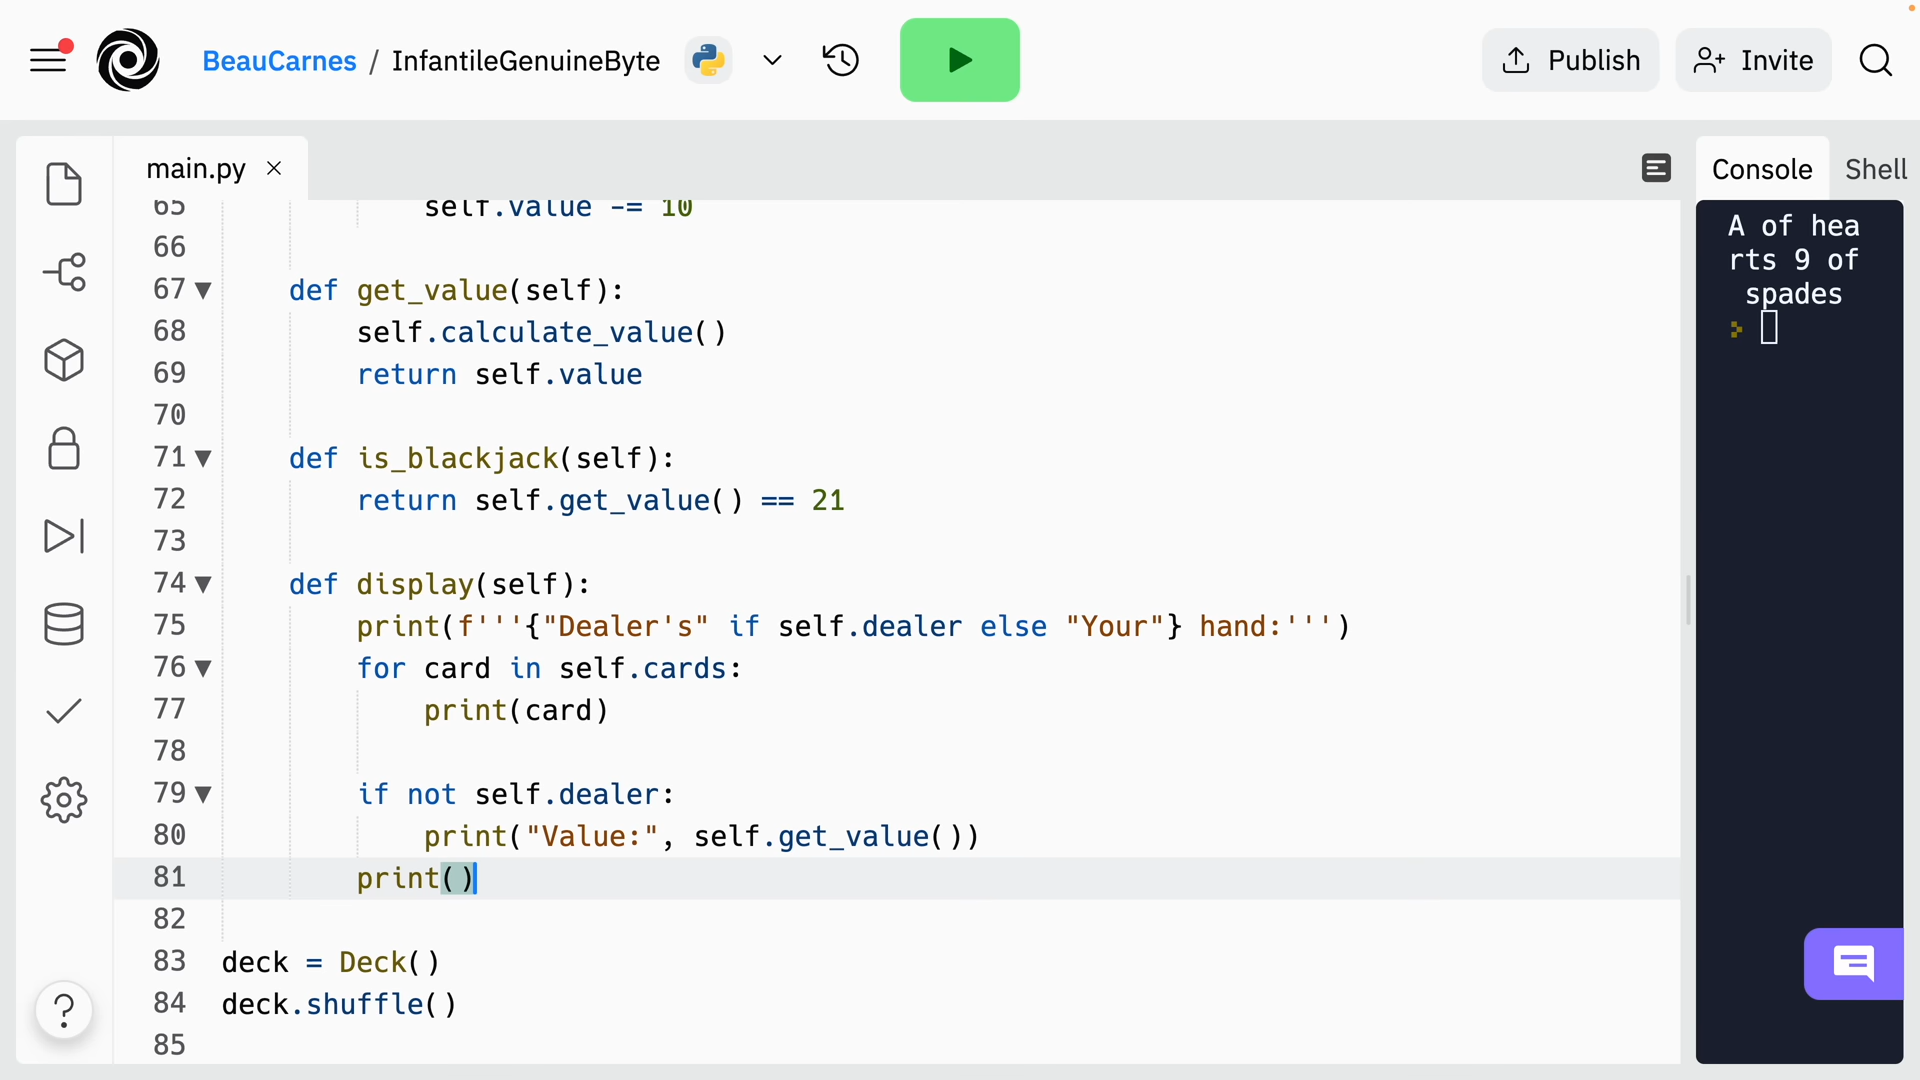 BeauCarnes / InfantileGenuineByte
Publish
Invite
main.py
Console
Shell
65 self.value -= 10
66
67 def get_value(self):
68 self.calculate_value()
69 return self.value
70
71 def is_blackjack(self):
72 return self.get_value() == 21
73
74 def display(self):
75 print(f'''{"Dealer's" if self.dealer else "Your"} hand:''')
76 for card in self.cards:
77 print(card)
78
79 if not self.dealer:
80 print("Value:", self.get_value())
81 print()
82
83 deck = Deck()
84 deck.shuffle()
85
A of hea
rts 9 of
spades
?